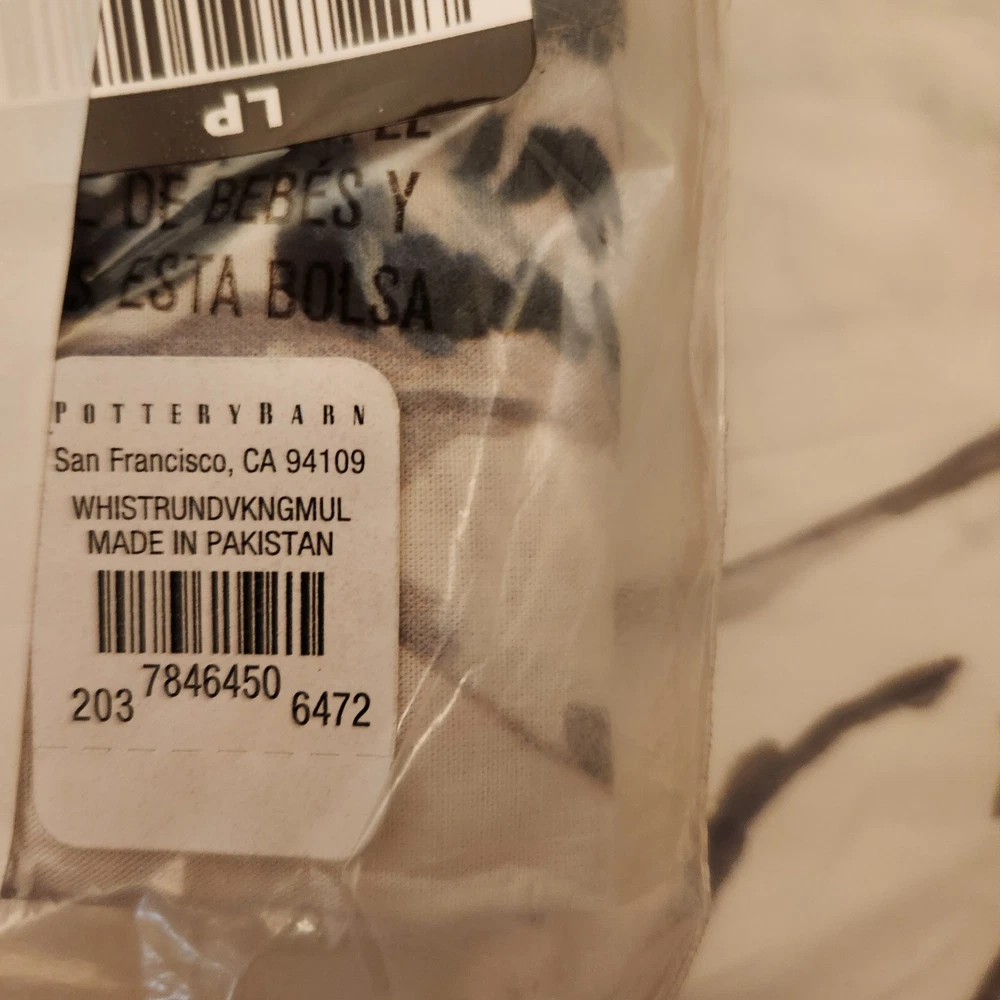 LP
DE BEBÉS Y
ESTA BOLSA
POTTERYBARN
San Francisco, CA 94109
WHISTRUNDVKNGMUL
MADE IN PAKISTAN
203 7846450 6472